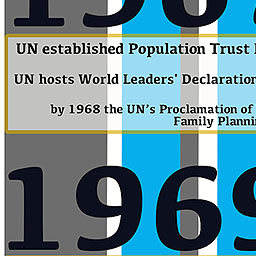 UN established Population Trust
UN hosts World Leaders' Declaration
by 1968 the UN's Proclamation of
Family
1969